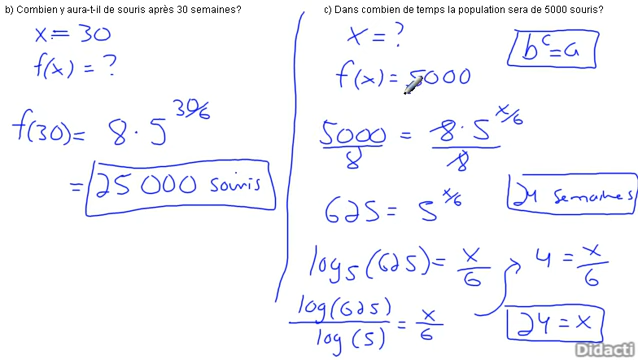 b) Combien y aura-t-il de souris après 30 semaines?
x = 30
f(x) = ?
f(30) = 8 · 5^30/6
= 25 000 souris
c) Dans combien de temps la population sera de 5000 souris?
x = ?
b^c = a
f(x) = 5000
5000/8 = 8 · 5^x/6 / 8
625 = 5^x/6
24 semaines
log₅(625) = x/6
4 = x/6
log(625)/log(5) = x/6
24 = x
Didacti